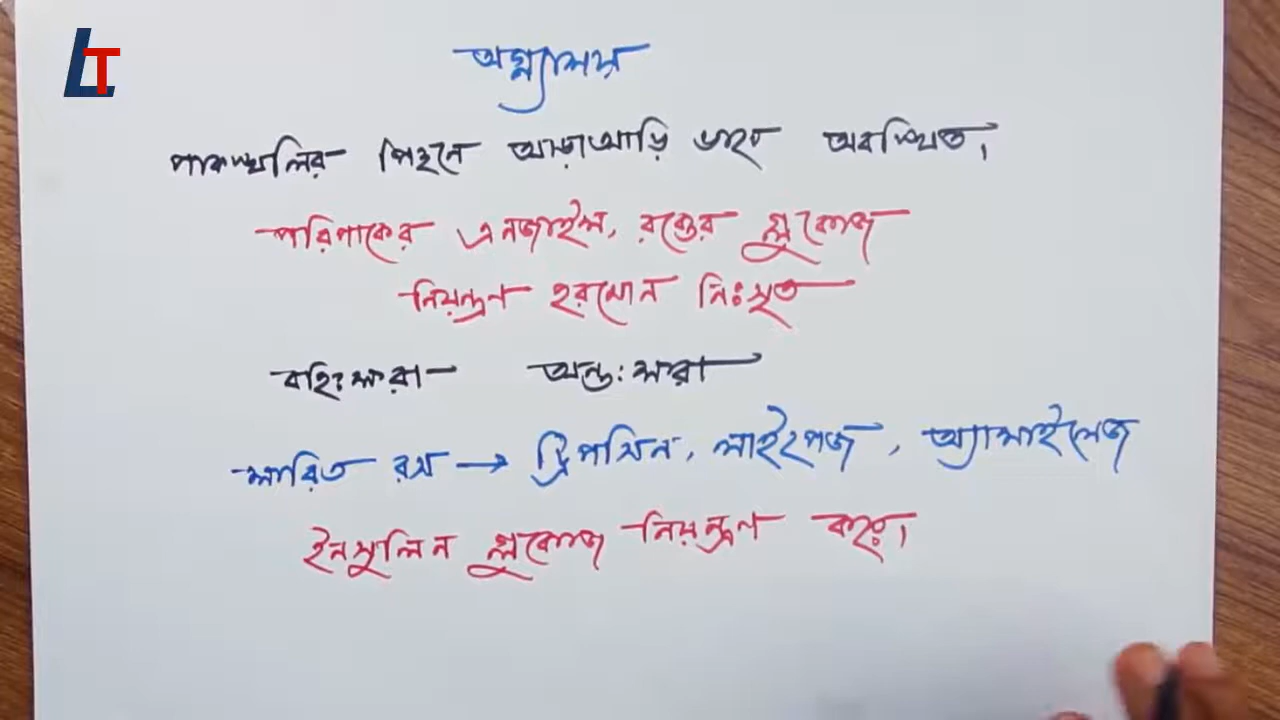 LT
অগ্ন্যাশয়
পাকস্থলির পিছনে আড়াআড়ি ভাবে অবস্থিত।
পরিপাকের এনজাইম, রক্তের গ্লুকোজ
নিয়ন্ত্রণ হরমোন নিঃসৃত
বহিঃক্ষরা অন্তঃক্ষরা
ক্ষারিত রস → ট্রিপসিন, লাইপেজ, অ্যামাইলেজ
ইনসুলিন গ্লুকোজ নিয়ন্ত্রণ করে।